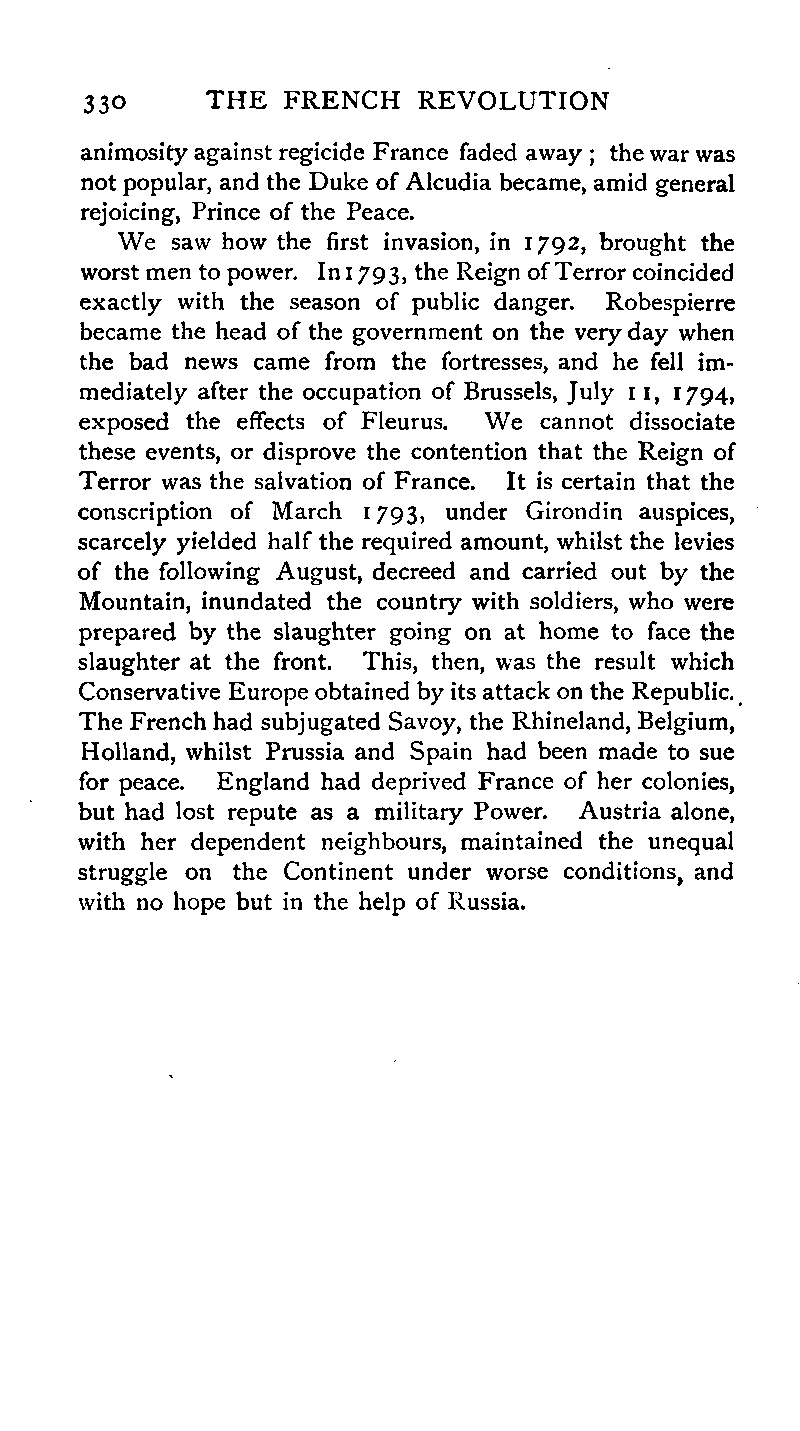 330 THE FRENCH REVOLUTION
animosity against regicide France faded away ; the war was
not popular, and the Duke of Alcudia became, amid general
rejoicing, Prince of the Peace.
We saw how the first invasion, in 1792, brought the
worst men to power. In 1793, the Reign of Terror coincided
exactly with the season of public danger. Robespierre
became the head of the government on the very day when
the bad news came from the fortresses, and he fell im-
mediately after the occupation of Brussels, July 11, 1794,
exposed the effects of Fleurus. We cannot dissociate
these events, or disprove the contention that the Reign of
Terror was the salvation of France. It is certain that the
conscription of March 1793, under Girondin auspices,
scarcely yielded half the required amount, whilst the levies
of the following August, decreed and carried out by the
Mountain, inundated the country with soldiers, who were
prepared by the slaughter going on at home to face the
slaughter at the front. This, then, was the result which
Conservative Europe obtained by its attack on the Republic.
The French had subjugated Savoy, the Rhineland, Belgium,
Holland, whilst Prussia and Spain had been made to sue
for peace. England had deprived France of her colonies,
but had lost repute as a military Power. Austria alone,
with her dependent neighbours, maintained the unequal
struggle on the Continent under worse conditions, and
with no hope but in the help of Russia.